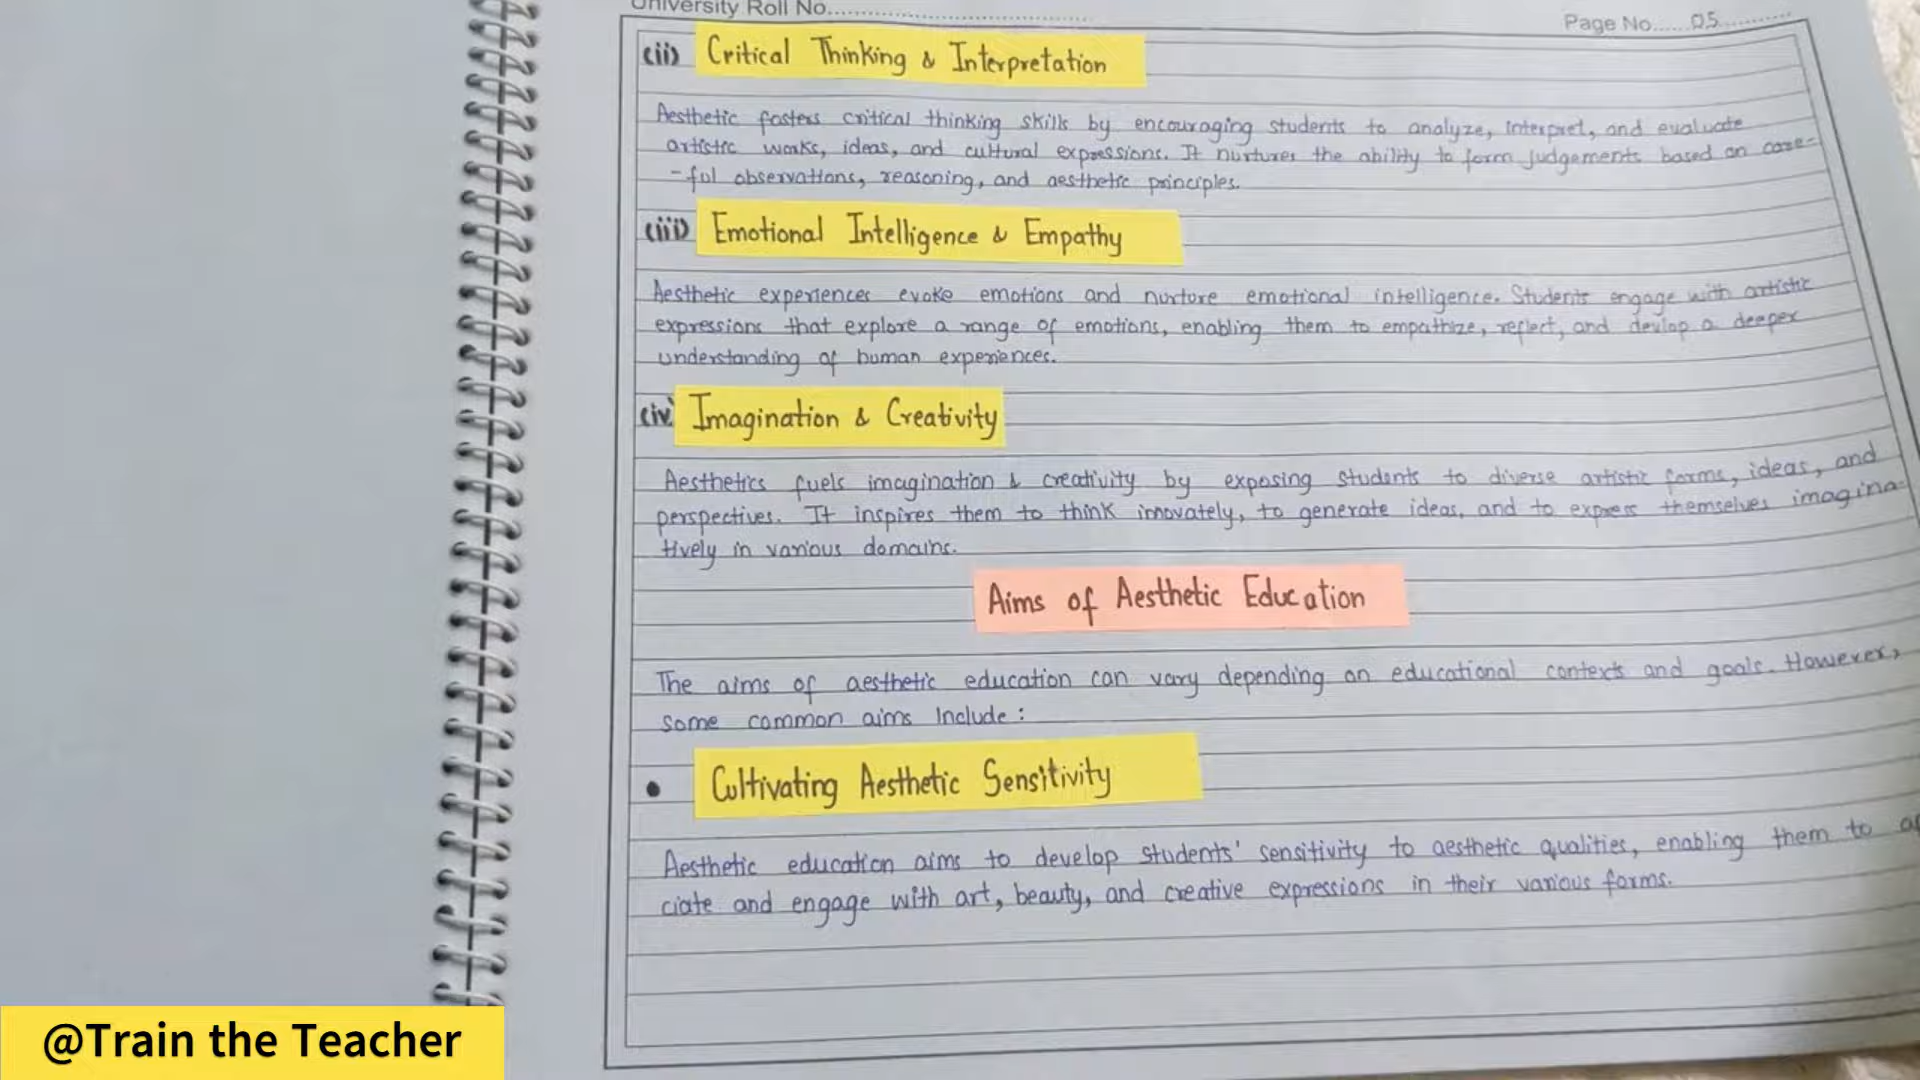 University Roll No..............................................
Page No......05............
(ii) Critical Thinking & Interpretation
Aesthetic fosters critical thinking skills by encouraging students to analyze, interpret, and evaluate
artistic works, ideas, and cultural expressions. It nurtures the ability to form judgements based on care-
-ful observations, reasoning, and aesthetic principles.
(iii) Emotional Intelligence & Empathy
Aesthetic experiences evoke emotions and nurture emotional intelligence. Students engage with artistic
expressions that explore a range of emotions, enabling them to empathize, reflect, and devlop a deeper
understanding of human experiences.
(iv) Imagination & Creativity
Aesthetics fuels imagination & creativity by exposing students to diverse artistic forms, ideas, and
perspectives. It inspires them to think innovately, to generate ideas, and to express themselves imagina-
tively in various domains.
Aims of Aesthetic Education
The aims of aesthetic education can vary depending on educational contexts and goals. However,
some common aims include :
• Cultivating Aesthetic Sensitivity
Aesthetic education aims to develop students' sensitivity to aesthetic qualities, enabling them to
ciate and engage with art, beauty, and creative expressions in their various forms.
@Train the Teacher